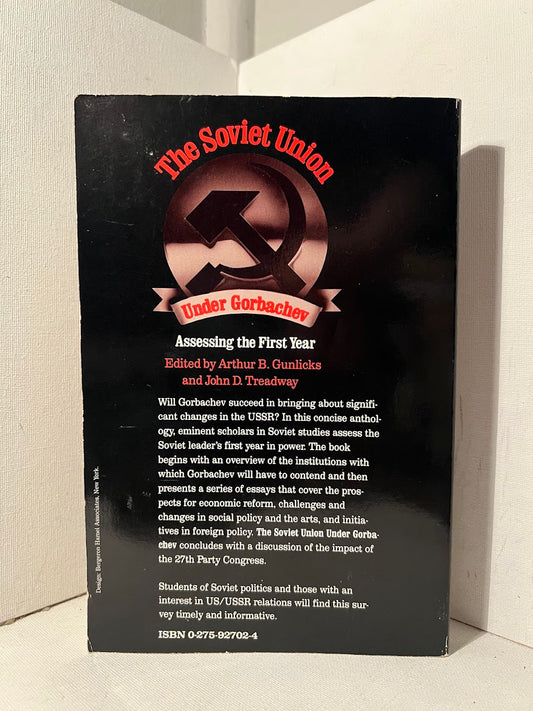 The Soviet Union
Under Gorbachev
Assessing the First Year
Edited by Arthur B. Gunlicks
and John D. Treadway
Will Gorbachev succeed in bringing about signifi-
cant changes in the USSR? In this concise anthol-
ogy, eminent scholars in Soviet studies assess the
Soviet leader's first year in power. The book
begins with an overview of the institutions with
which Gorbachev will have to contend and then
presents a series of essays that cover the pros-
pects for economic reform, challenges and
changes in social policy and the arts, and initia-
tives in foreign policy. The Soviet Union Under Gorba-
chev concludes with a discussion of the impact of
the 27th Party Congress.
Students of Soviet politics and those with an
interest in US/USSR relations will find this sur-
vey timely and informative.
ISBN 0-275-92702-4
Design: Bergeron Hamel Associates, New York.